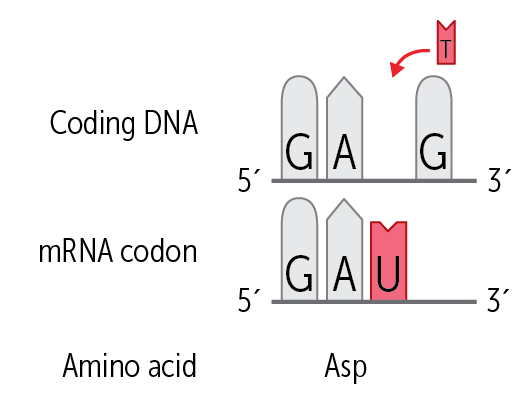 T
Coding DNA
G A G
5´ 3´
mRNA codon
G A U
5´ 3´
Amino acid Asp